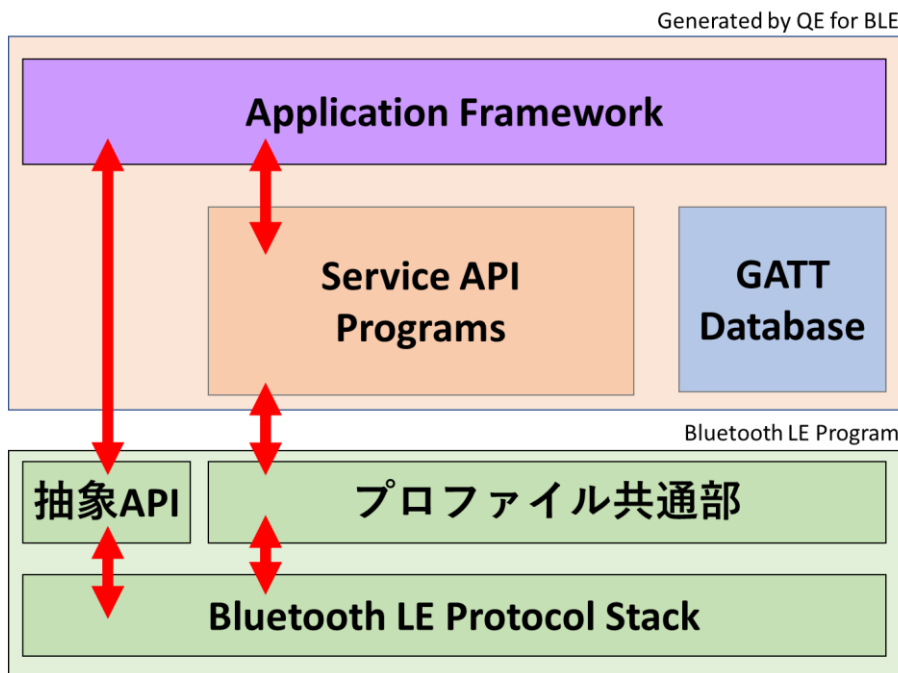 Generated by QE for BLE
Application Framework
Service API
Programs
GATT
Database
Bluetooth LE Program
抽象API
プロファイル共通部
Bluetooth LE Protocol Stack